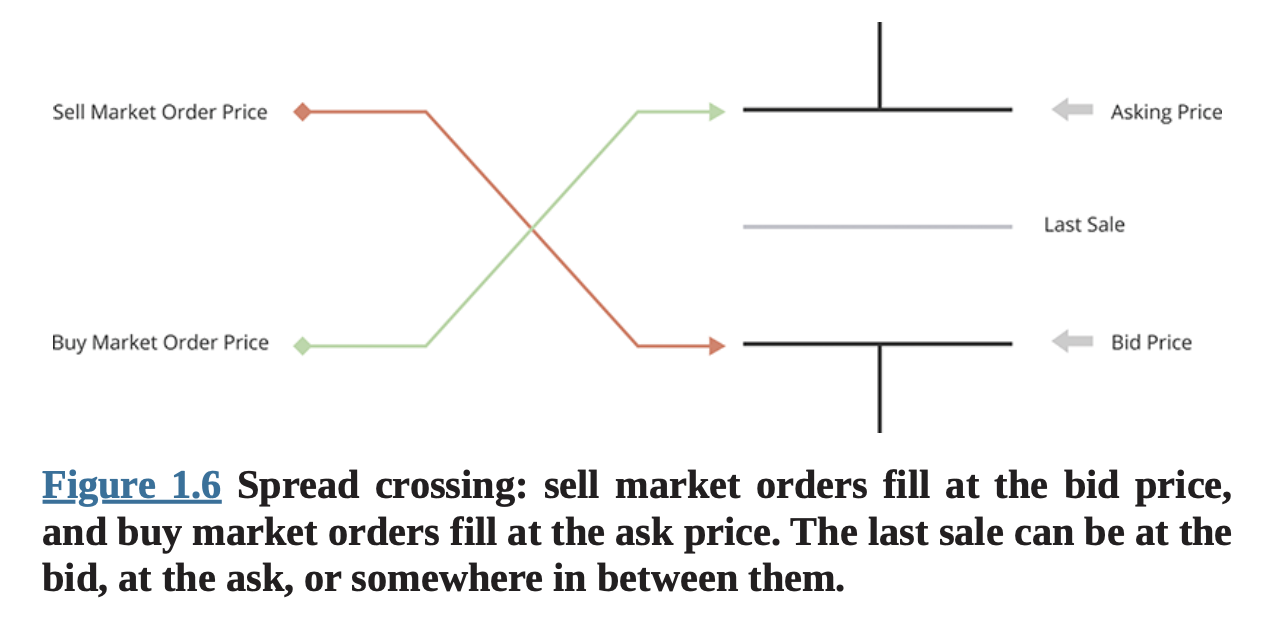 Sell Market Order Price
Asking Price
Last Sale
Buy Market Order Price
Bid Price
Figure 1.6 Spread crossing: sell market orders fill at the bid price,
and buy market orders fill at the ask price. The last sale can be at the
bid, at the ask, or somewhere in between them.